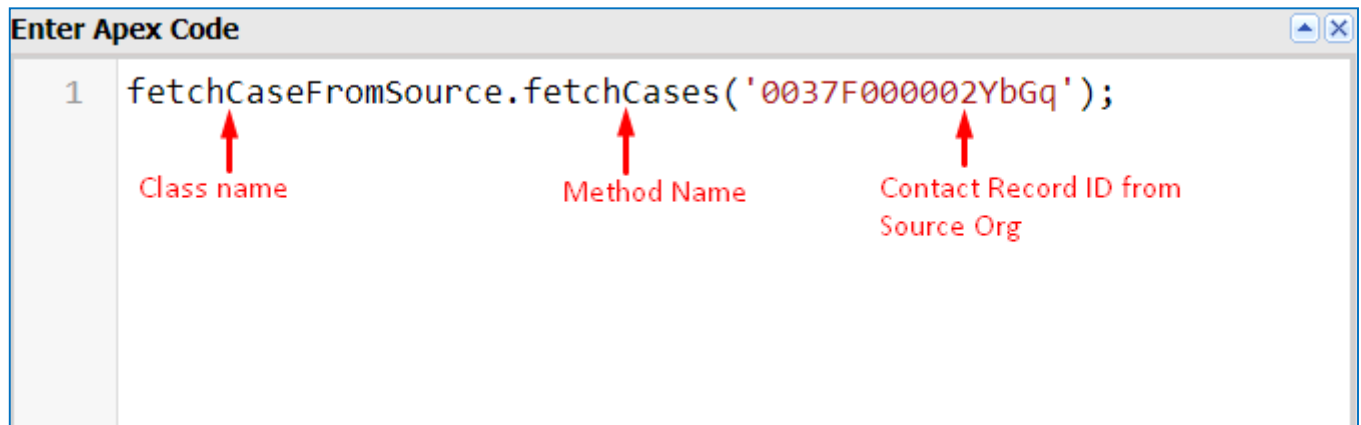 Enter Apex Code
1 fetchCaseFromSource.fetchCases('0037F000002YbGq');
Class name
Method Name
Contact Record ID from
Source Org